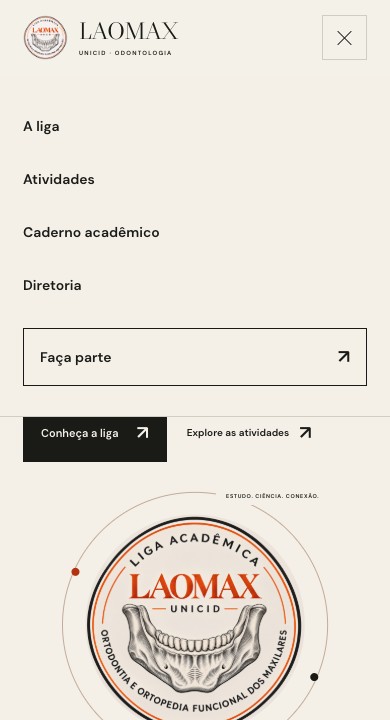 LAOMAX
UNICID · ODONTOLOGIA
A liga
Atividades
Caderno acadêmico
Diretoria
Faça parte
Conheça a liga
Explore as atividades
ESTUDO. CIÊNCIA. CONEXÃO.
LIGA ACADÊMICA
LAOMAX
UNICID
ORTODONTIA E ORTOPEDIA FUNCIONAL DOS MAXILARES